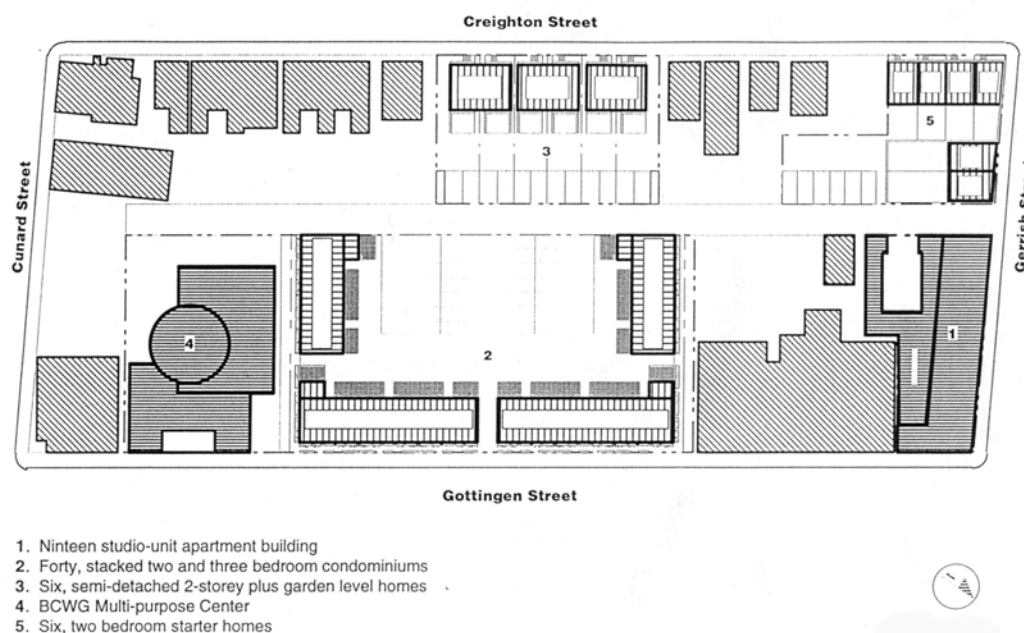 Creighton Street
Cunard Street
3
5
Gerrish
4
2
1
Gottingen Street
1. Ninteen studio-unit apartment building
2. Forty, stacked two and three bedroom condominiums
3. Six, semi-detached 2-storey plus garden level homes
4. BCWG Multi-purpose Center
5. Six, two bedroom starter homes